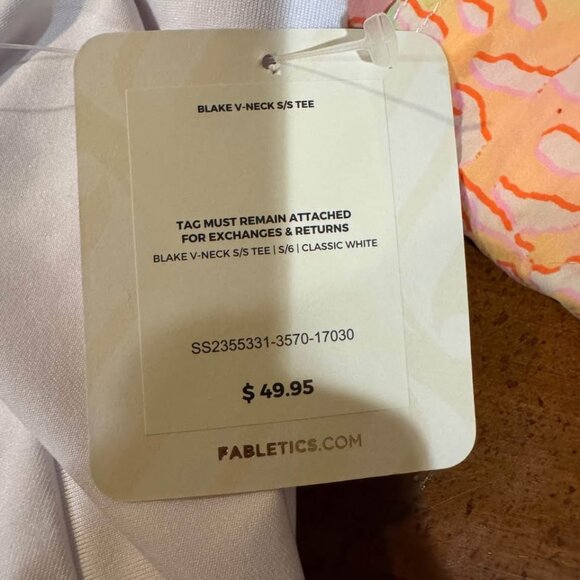 BLAKE V-NECK S/S TEE
TAG MUST REMAIN ATTACHED
FOR EXCHANGES & RETURNS
BLAKE V-NECK S/S TEE | S/6 | CLASSIC WHITE
SS2355331-3570-17030
$ 49.95
FABLETICS.COM